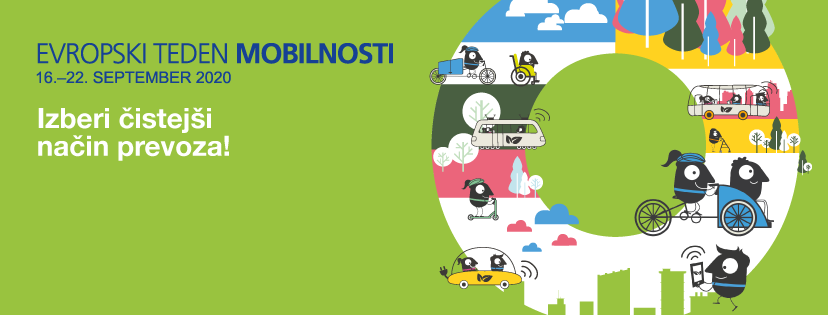 EVROPSKI TEDEN MOBILNOSTI
16.–22. SEPTEMBER 2020
Izberi čistejši
način prevoza!